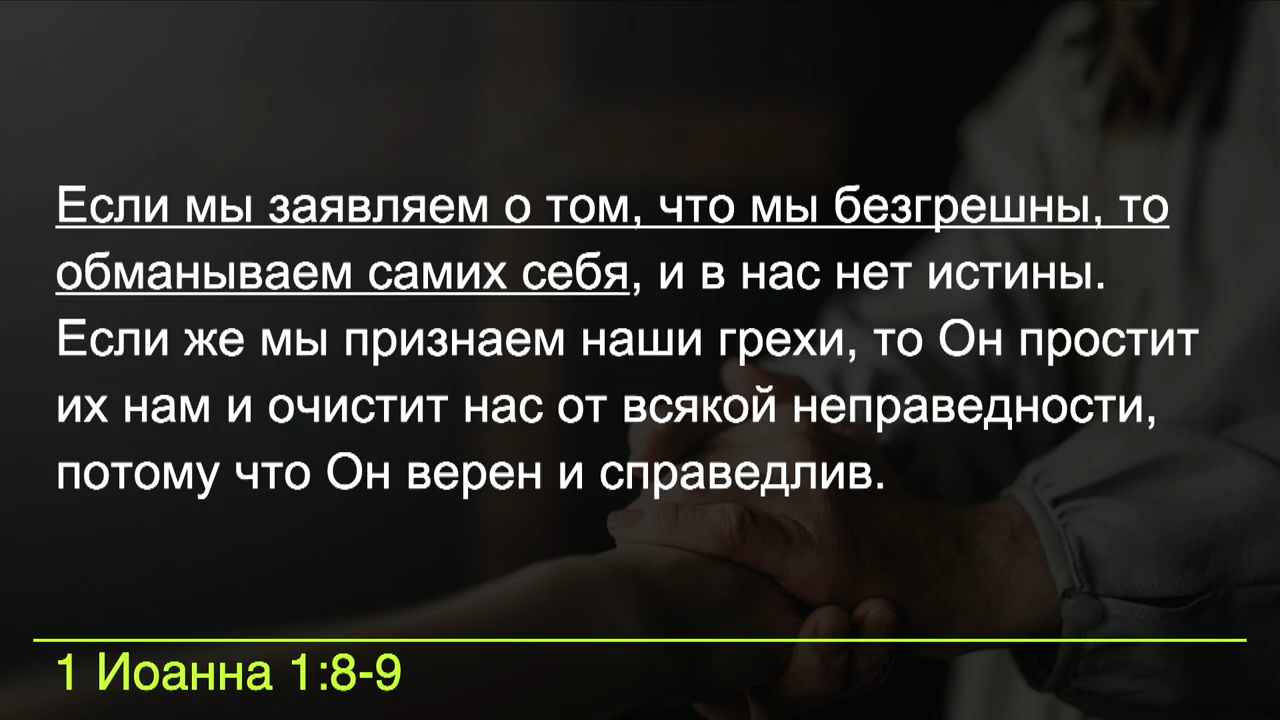 Если мы заявляем о том, что мы безгрешны, то
обманываем самих себя, и в нас нет истины.
Если же мы признаем наши грехи, то Он простит
их нам и очистит нас от всякой неправедности,
потому что Он верен и справедлив.
1 Иоанна 1:8-9